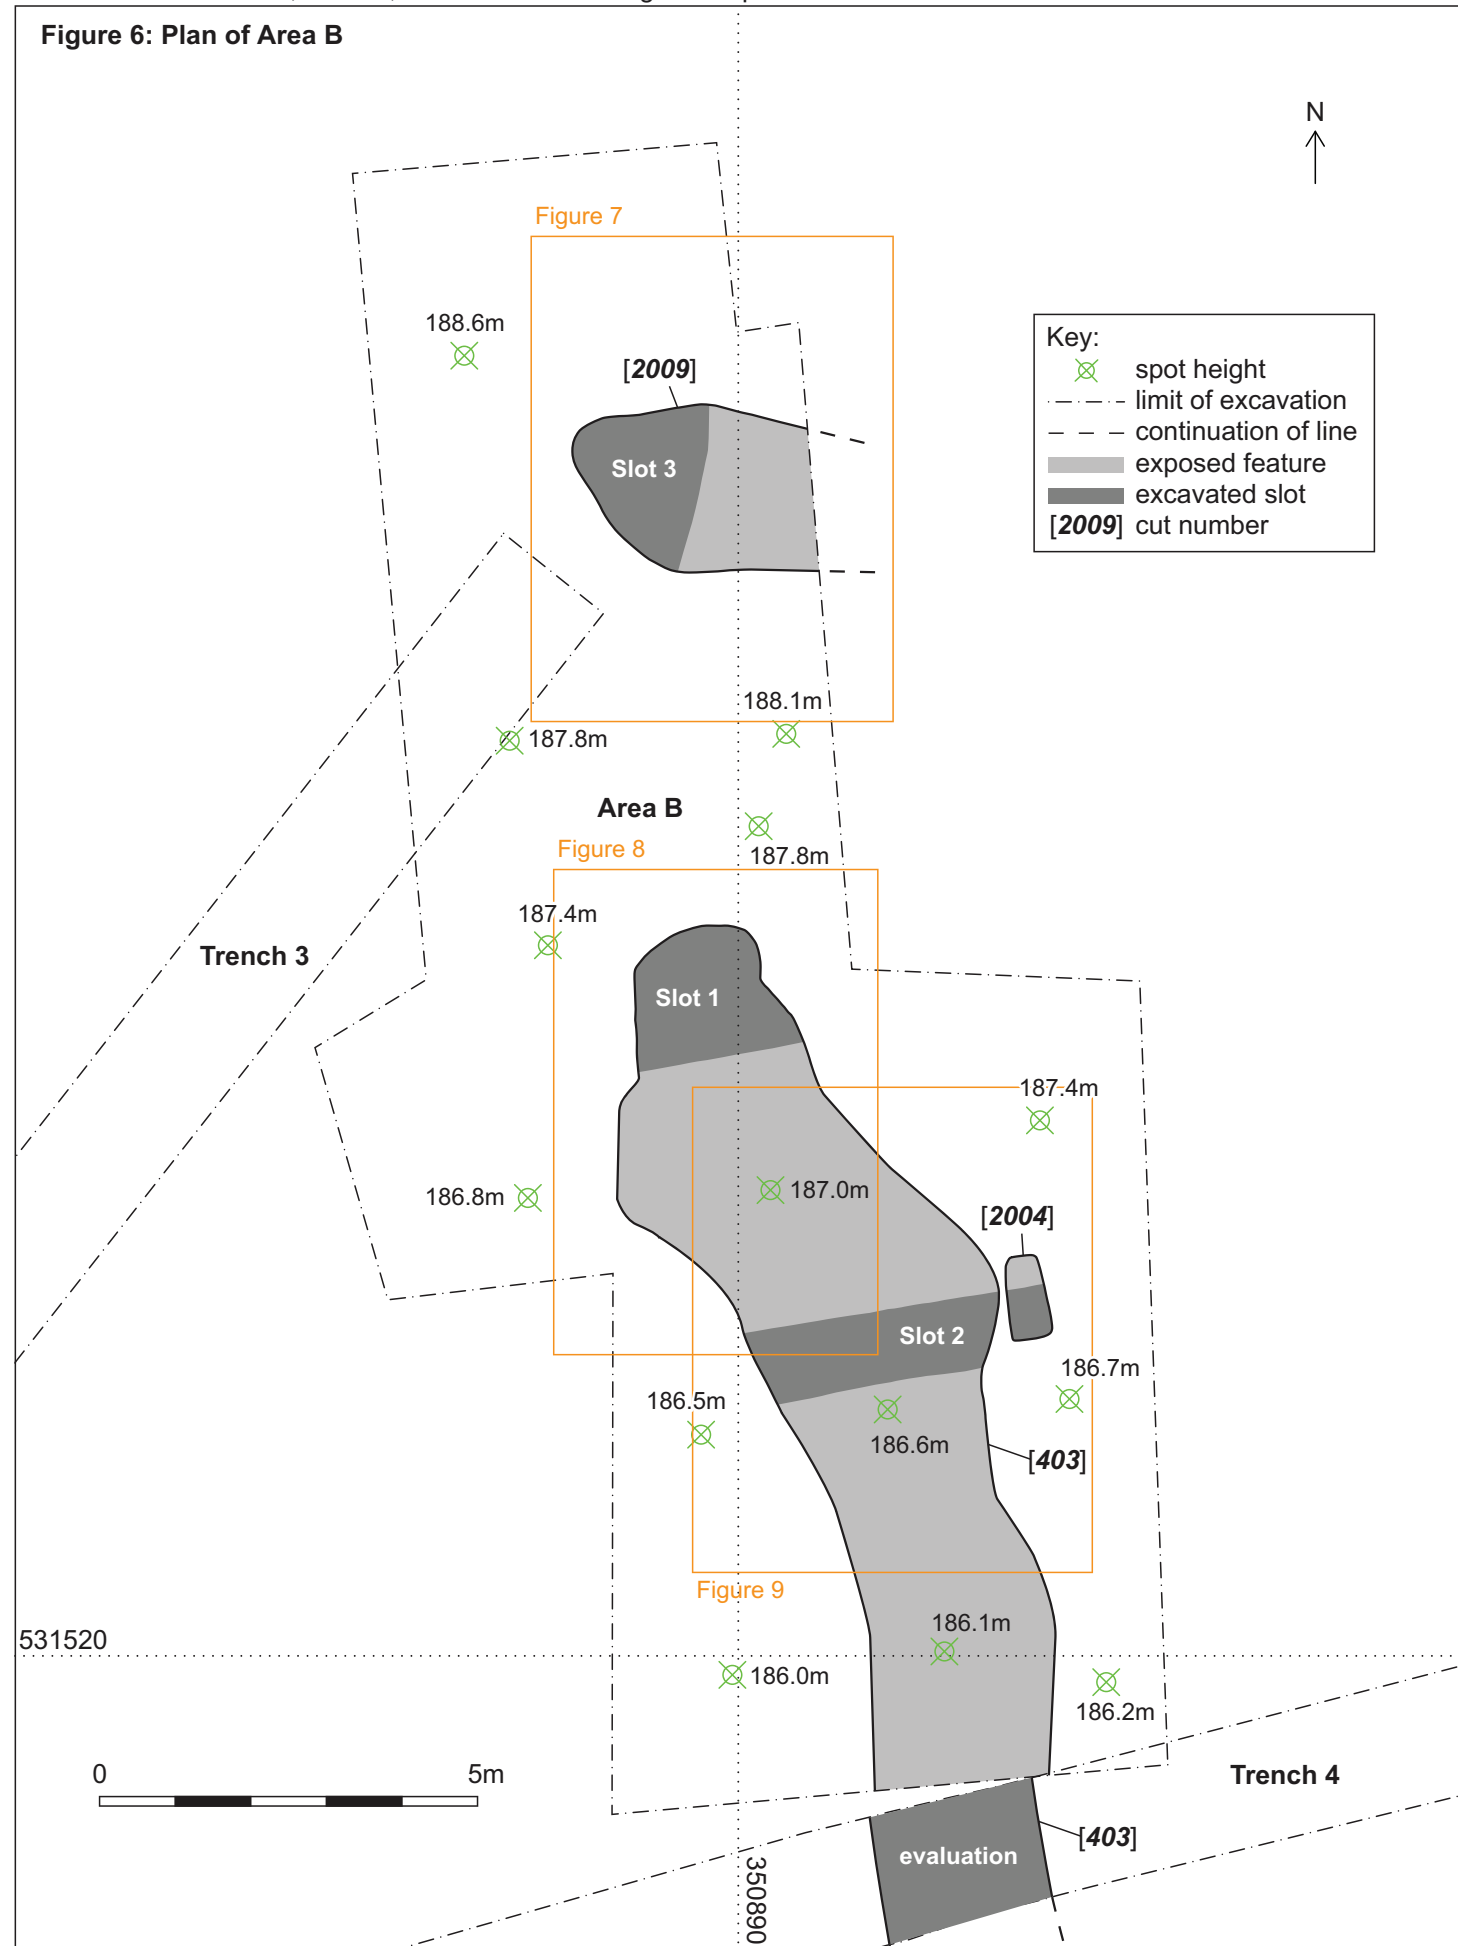 Figure 6: Plan of Area B
N
Figure 7
188.6m
[2009]
Slot 3
Key:
spot height
limit of excavation
continuation of line
exposed feature
excavated slot
[2009] cut number
188.1m
187.8m
Area B
187.8m
Figure 8
187.4m
Trench 3
Slot 1
187.4m
186.8m
187.0m
[2004]
Slot 2
186.7m
186.5m
186.6m
[403]
Figure 9
186.1m
531520
186.0m
186.2m
0 5m
Trench 4
[403]
evaluation
350890